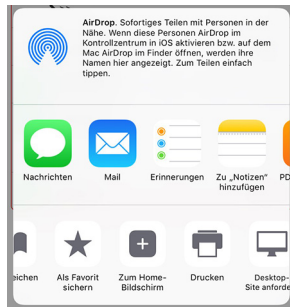 AirDrop. Sofortiges Teilen mit Personen in der
Nähe. Wenn diese Personen AirDrop im
Kontrollzentrum in iOS aktivieren bzw. auf dem
Mac AirDrop im Finder öffnen, werden ihre
Namen hier angezeigt. Zum Teilen einfach
tippen.
Nachrichten
Mail
Erinnerungen
Zu „Notizen“
hinzufügen
PD
eichen
Als Favorit
sichern
Zum Home-
Bildschirm
Drucken
Desktop-
Site anforde